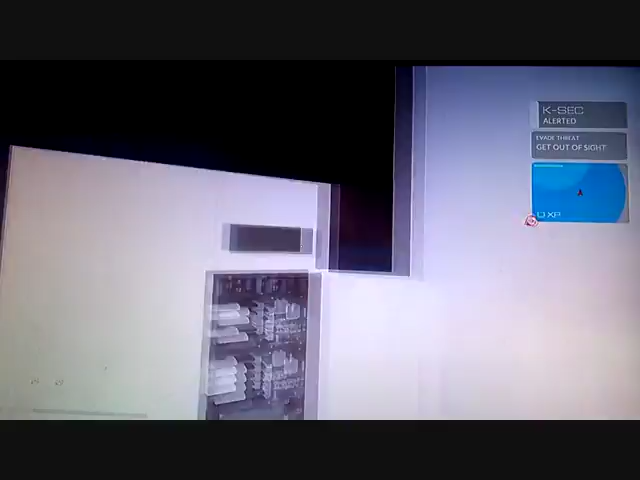 K-SEC
ALERTED
EVADE THREAT
GET OUT OF SIGHT
0 XP